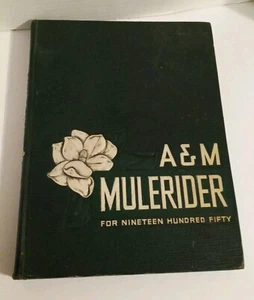 A&M
MULERIDER
FOR NINETEEN HUNDRED FIFTY